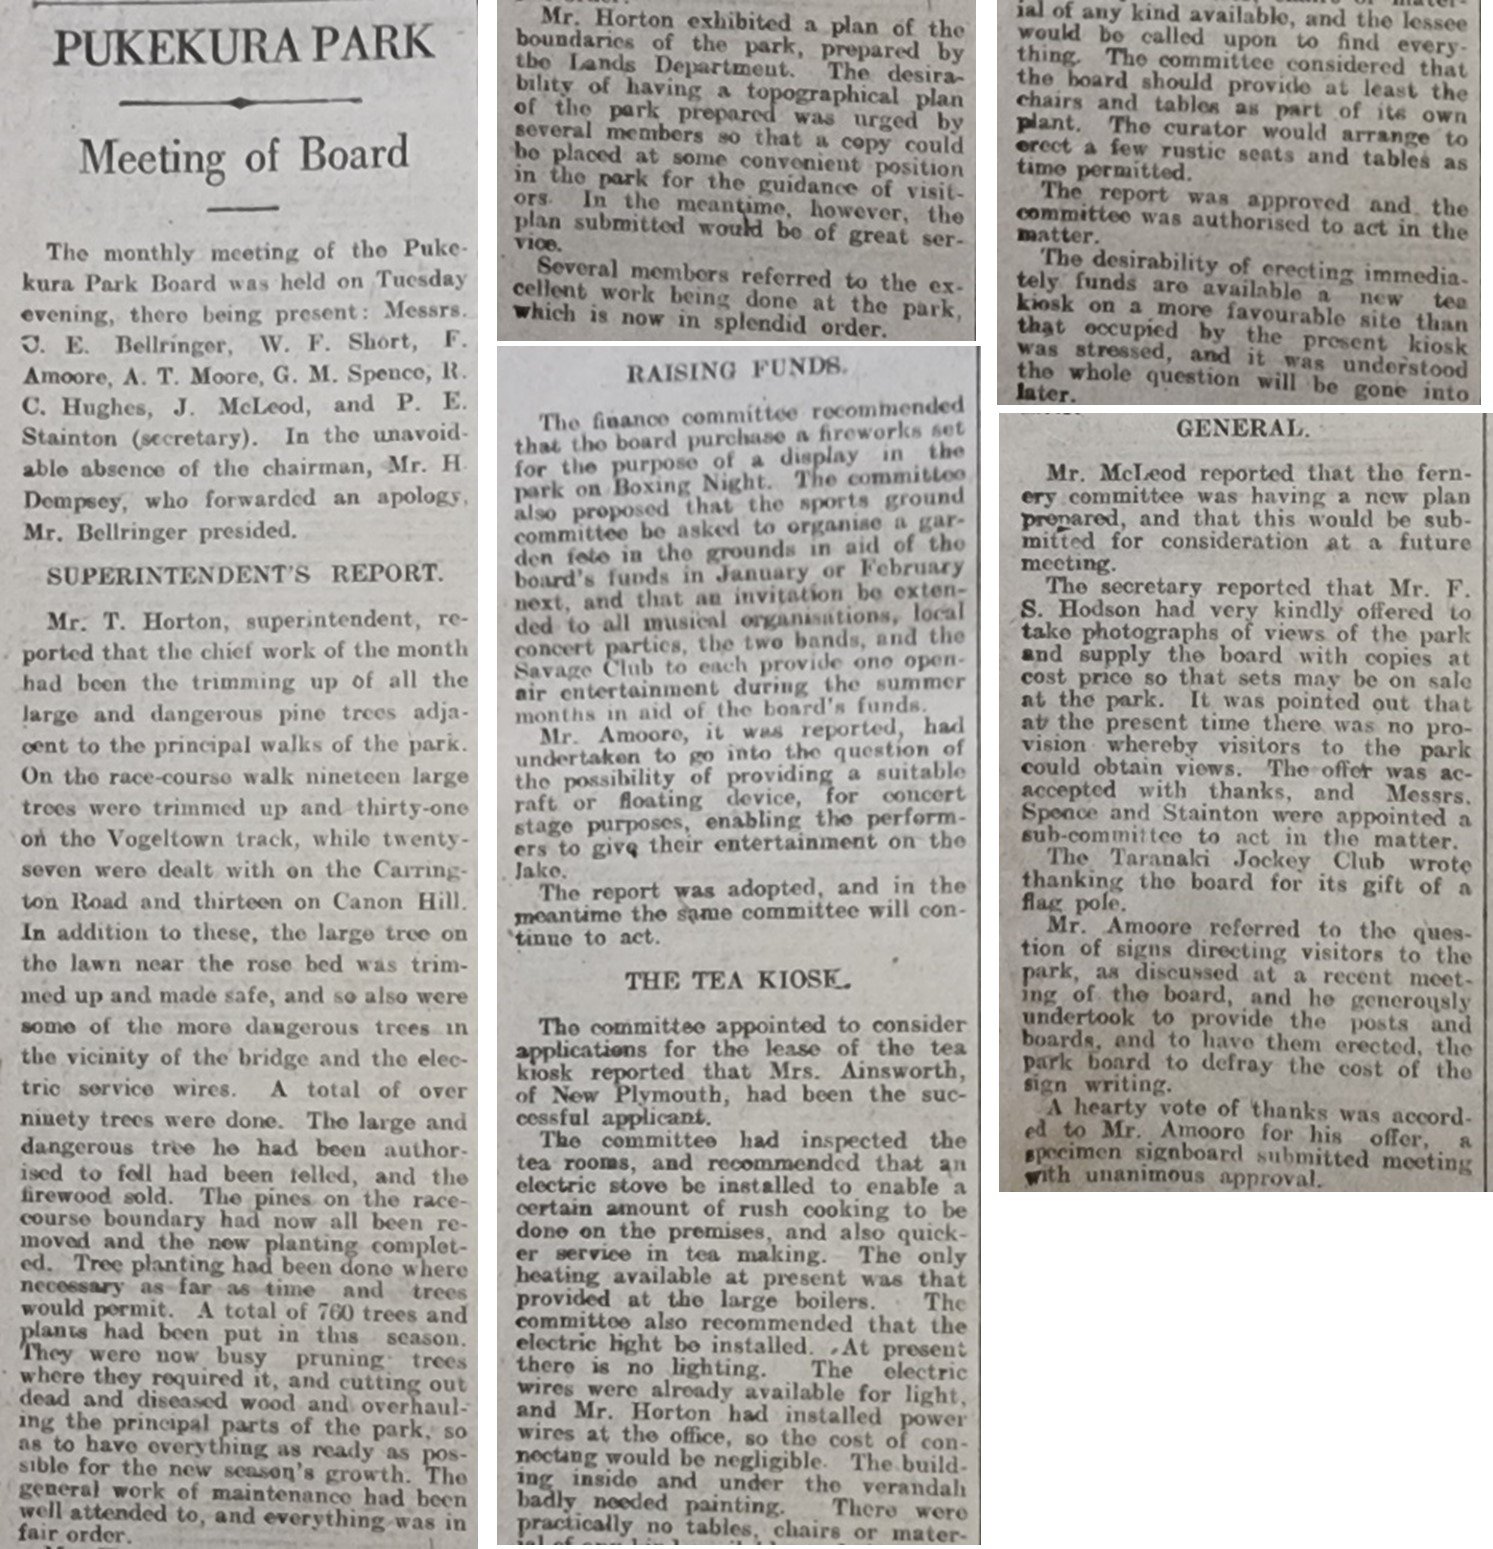 PUKEKURA PARK
Meeting of Board
The monthly meeting of the Puke-
kura Park Board was held on Tuesday
evening, there being present: Messrs.
J. E. Bellringer, W. F. Short, F.
Amoore, A. T. Moore, G. M. Spence, R.
C. Hughes, J. McLeod, and P. E.
Stainton (secretary). In the unavoid-
able absence of the chairman, Mr. H
Dempsey, who forwarded an apology,
Mr. Bellringer presided.
SUPERINTENDENT'S REPORT.
Mr. T. Horton, superintendent, re-
ported that the chief work of the month
had been the trimming up of all the
large and dangerous pine trees adja-
cent to the principal walks of the park.
On the race-course walk nineteen large
trees were trimmed up and thirty-one
on the Vogeltown track, while twenty-
seven were dealt with on the Carring-
ton Road and thirteen on Canon Hill.
In addition to these, the large tree on
the lawn near the rose bed was trim-
med up and made safe, and so also were
some of the more dangerous trees in
the vicinity of the bridge and the elec-
tric service wires. A total of over
ninety trees were done. The large and
dangerous tree he had been author-
ised to fell had been felled, and the
firewood sold. The pines on the race-
course boundary had now all been re-
moved and the new planting complet-
ed. Tree planting had been done where
necessary as far as time and trees
would permit. A total of 760 trees and
plants had been put in this season.
They were now busy pruning trees
where they required it, and cutting out
dead and diseased wood and overhaul-
ing the principal parts of the park, so
as to have everything as ready as pos-
sible for the new season's growth. The
general work of maintenance had been
well attended to, and everything was in
fair order.
Mr. Horton exhibited a plan of the
boundaries of the park, prepared by
the Lands Department. The desira-
bility of having a topographical plan
of the park prepared was urged by
several members so that a copy could
be placed at some convenient position
in the park for the guidance of visit-
ors. In the meantime, however, the
plan submitted would be of great ser-
vice.
Several members referred to the ex-
cellent work being done at the park,
which is now in splendid order.
RAISING FUNDS.
The finance committee recommended
that the board purchase a fireworks set
for the purpose of a display in the
park on Boxing Night. The committee
also proposed that the sports ground
committee be asked to organise a gar-
den fete in the grounds in aid of the
board's funds in January or February
next, and that an invitation be exten-
ded to all musical organisations, local
concert parties, the two bands, and the
Savage Club to each provide one open-
air entertainment during the summer
months in aid of the board's funds.
Mr. Amoore, it was reported, had
undertaken to go into the question of
the possibility of providing a suitable
raft or floating device, for concert
stage purposes, enabling the perform-
ers to give their entertainment on the
lake.
The report was adopted, and in the
meantime the same committee will con-
tinue to act.
THE TEA KIOSK.
The committee appointed to consider
applications for the lease of the tea
kiosk reported that Mrs. Ainsworth,
of New Plymouth, had been the suc-
cessful applicant.
The committee had inspected the
tea rooms, and recommended that an
electric stove be installed to enable a
certain amount of rush cooking to be
done on the premises, and also quick-
er service in tea making. The only
heating available at present was that
provided at the large boilers. The
committee also recommended that the
electric light be installed. At present
there is no lighting. The electric
wires were already available for light,
and Mr. Horton had installed power
wires at the office, so the cost of con-
necting would be negligible. The build-
ing inside and under the verandah
badly needed painting. There were
practically no tables, chairs or mater-
ial of any kind available, and the lessee
would be called upon to find every-
thing. The committee considered that
the board should provide at least the
chairs and tables as part of its own
plant. The curator would arrange to
erect a few rustic seats and tables as
time permitted.
The report was approved and the
committee was authorised to act in the
matter.
The desirability of erecting immedia-
tely funds are available a new tea
kiosk on a more favourable site than
that occupied by the present kiosk
was stressed, and it was understood
the whole question will be gone into
later.
GENERAL.
Mr. McLeod reported that the fern-
ery committee was having a new plan
prepared, and that this would be sub-
mitted for consideration at a future
meeting.
The secretary reported that Mr. F.
S. Hodson had very kindly offered to
take photographs of views of the park
and supply the board with copies at
cost price so that sets may be on sale
at the park. It was pointed out that
at the present time there was no pro-
vision whereby visitors to the park
could obtain views. The offer was ac-
accepted with thanks, and Messrs.
Spence and Stainton were appointed a
sub-committee to act in the matter.
The Taranaki Jockey Club wrote
thanking the board for its gift of a
flag pole.
Mr. Amoore referred to the ques-
tion of signs directing visitors to the
park, as discussed at a recent meet-
ing of the board, and he generously
undertook to provide the posts and
boards, and to have them erected, the
park board to defray the cost of the
sign writing.
A hearty vote of thanks was accord-
ed to Mr. Amoore for his offer, a
specimen signboard submitted meeting
with unanimous approval.